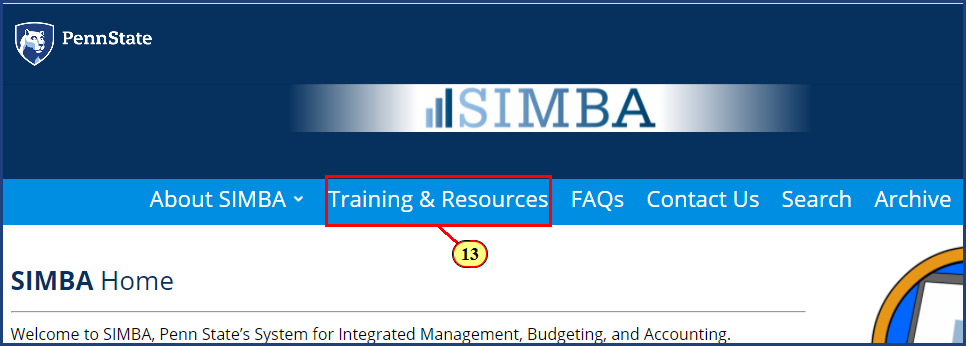 PennState
SIMBA
About SIMBA Training & Resources FAQs Contact Us Search Archive
13
SIMBA Home
Welcome to SIMBA, Penn State’s System for Integrated Management, Budgeting, and Accounting.